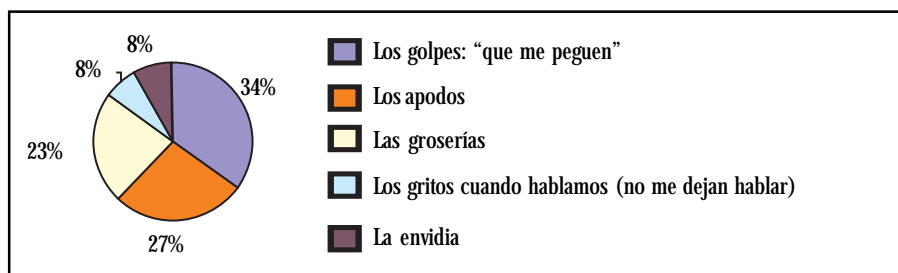 8%
8%
34%
23%
27%
Los golpes: “que me peguen”
Los apodos
Las groserías
Los gritos cuando hablamos (no me dejan hablar)
La envidia